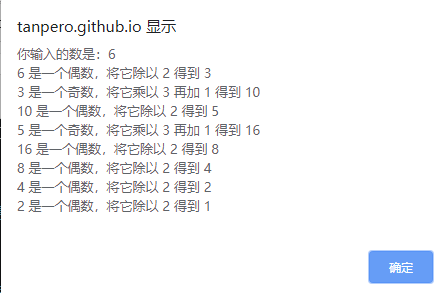 tanpero.github.io 显示
你输入的数是：6
6 是一个偶数，将它除以 2 得到 3
3 是一个奇数，将它乘以 3 再加 1 得到 10
10 是一个偶数，将它除以 2 得到 5
5 是一个奇数，将它乘以 3 再加 1 得到 16
16 是一个偶数，将它除以 2 得到 8
8 是一个偶数，将它除以 2 得到 4
4 是一个偶数，将它除以 2 得到 2
2 是一个偶数，将它除以 2 得到 1
确定